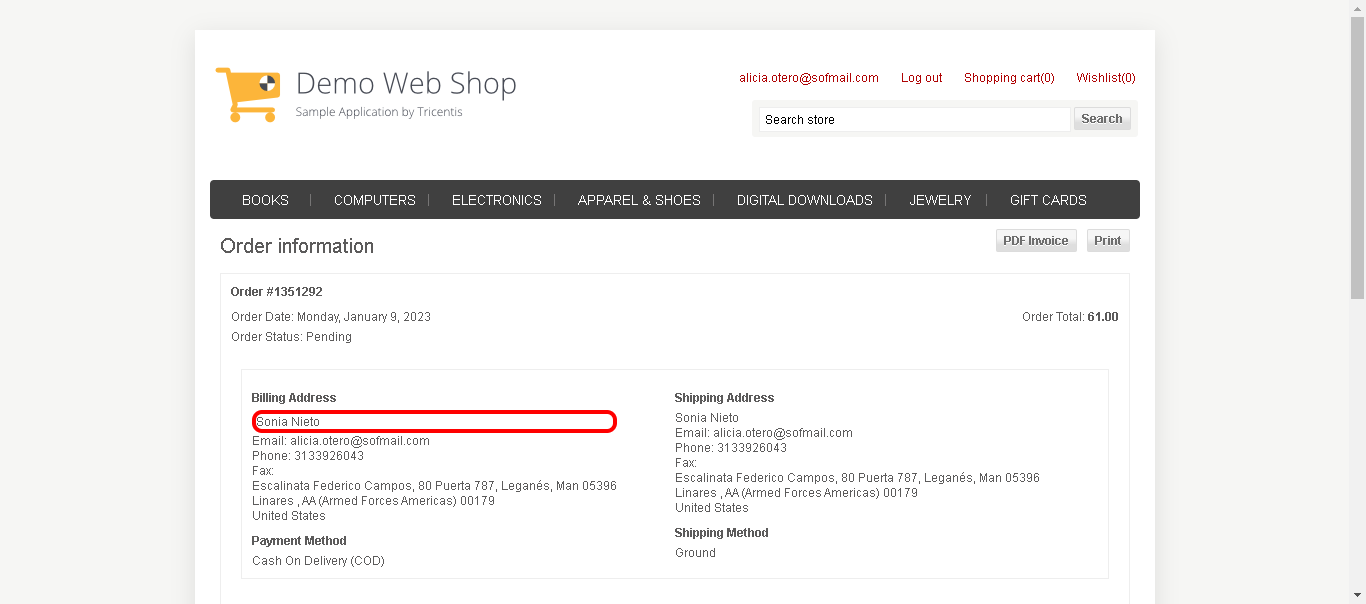 Demo Web Shop
Sample Application by Tricentis
alicia.otero@sofmail.com Log out Shopping cart(0) Wishlist(0)
Search store Search
BOOKS COMPUTERS ELECTRONICS APPAREL & SHOES DIGITAL DOWNLOADS JEWELRY GIFT CARDS
Order information
PDF Invoice Print
Order #1351292
Order Date: Monday, January 9, 2023
Order Total: 61.00
Order Status: Pending
Billing Address
Sonia Nieto
Email: alicia.otero@sofmail.com
Phone: 3133926043
Fax:
Escalinata Federico Campos, 80 Puerta 787, Leganés, Man 05396
Linares , AA (Armed Forces Americas) 00179
United States
Payment Method
Cash On Delivery (COD)
Shipping Address
Sonia Nieto
Email: alicia.otero@sofmail.com
Phone: 3133926043
Fax:
Escalinata Federico Campos, 80 Puerta 787, Leganés, Man 05396
Linares , AA (Armed Forces Americas) 00179
United States
Shipping Method
Ground